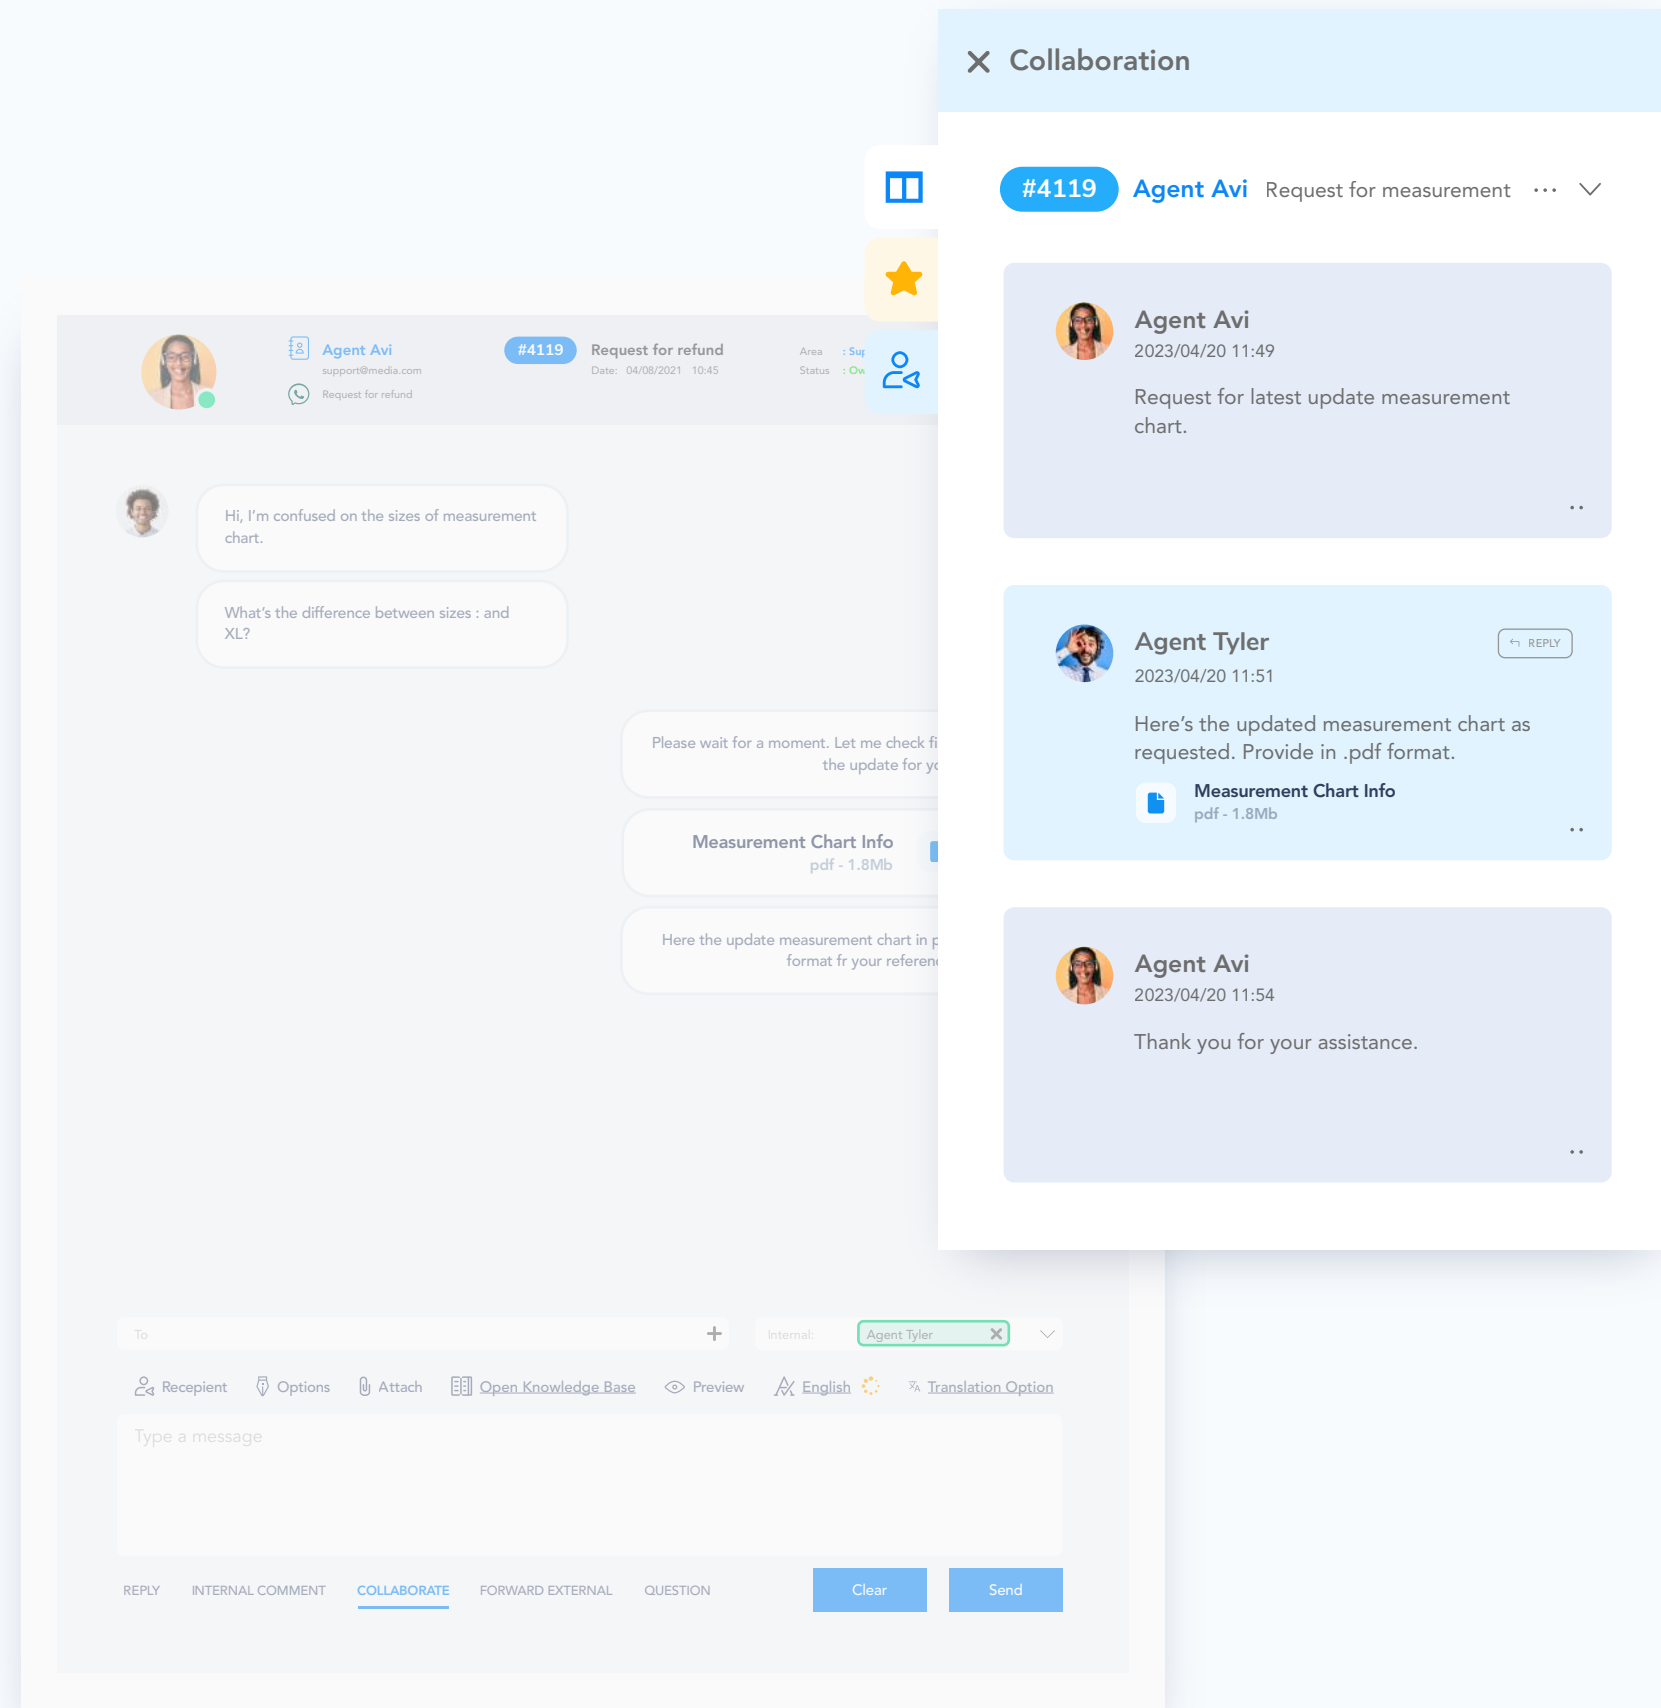 Collaboration
#4119 Agent Avi Request for measurement
Agent Avi
2023/04/20 11:49
Request for latest update measurement
chart.
Agent Tyler
REPLY
2023/04/20 11:51
Here's the updated measurement chart as
requested. Provide in .pdf format.
Measurement Chart Info
pdf - 1.8Mb
Agent Avi
2023/04/20 11:54
Thank you for your assistance.
Agent Avi
support@media.com
Request for refund
#4119 Request for refund
Date: 04/08/2021 10:45
Area :
Status :
Hi, I'm confused on the sizes of measurement
chart.
What's the difference between sizes : and
XL?
Please wait for a moment. Let me check
the update for
Measurement Chart Info
pdf - 1.8Mb
Here the update measurement chart in
format fr your
To
Internal: Agent Tyler
Recepient Options Attach Open Knowledge Base Preview English Translation Option
Type a message
REPLY INTERNAL COMMENT COLLABORATE FORWARD EXTERNAL QUESTION Clear Send